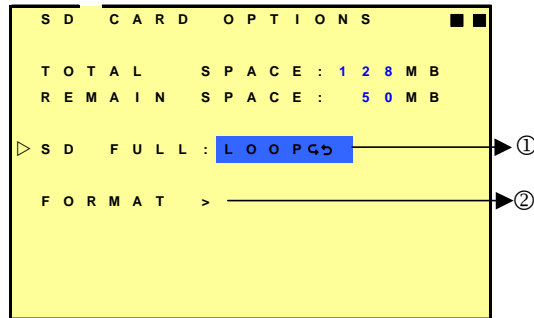 SD CARD OPTIONS
TOTAL SPACE:128MB
REMAIN SPACE: 50MB
SD FULL:LOOP ①
FORMAT > ②